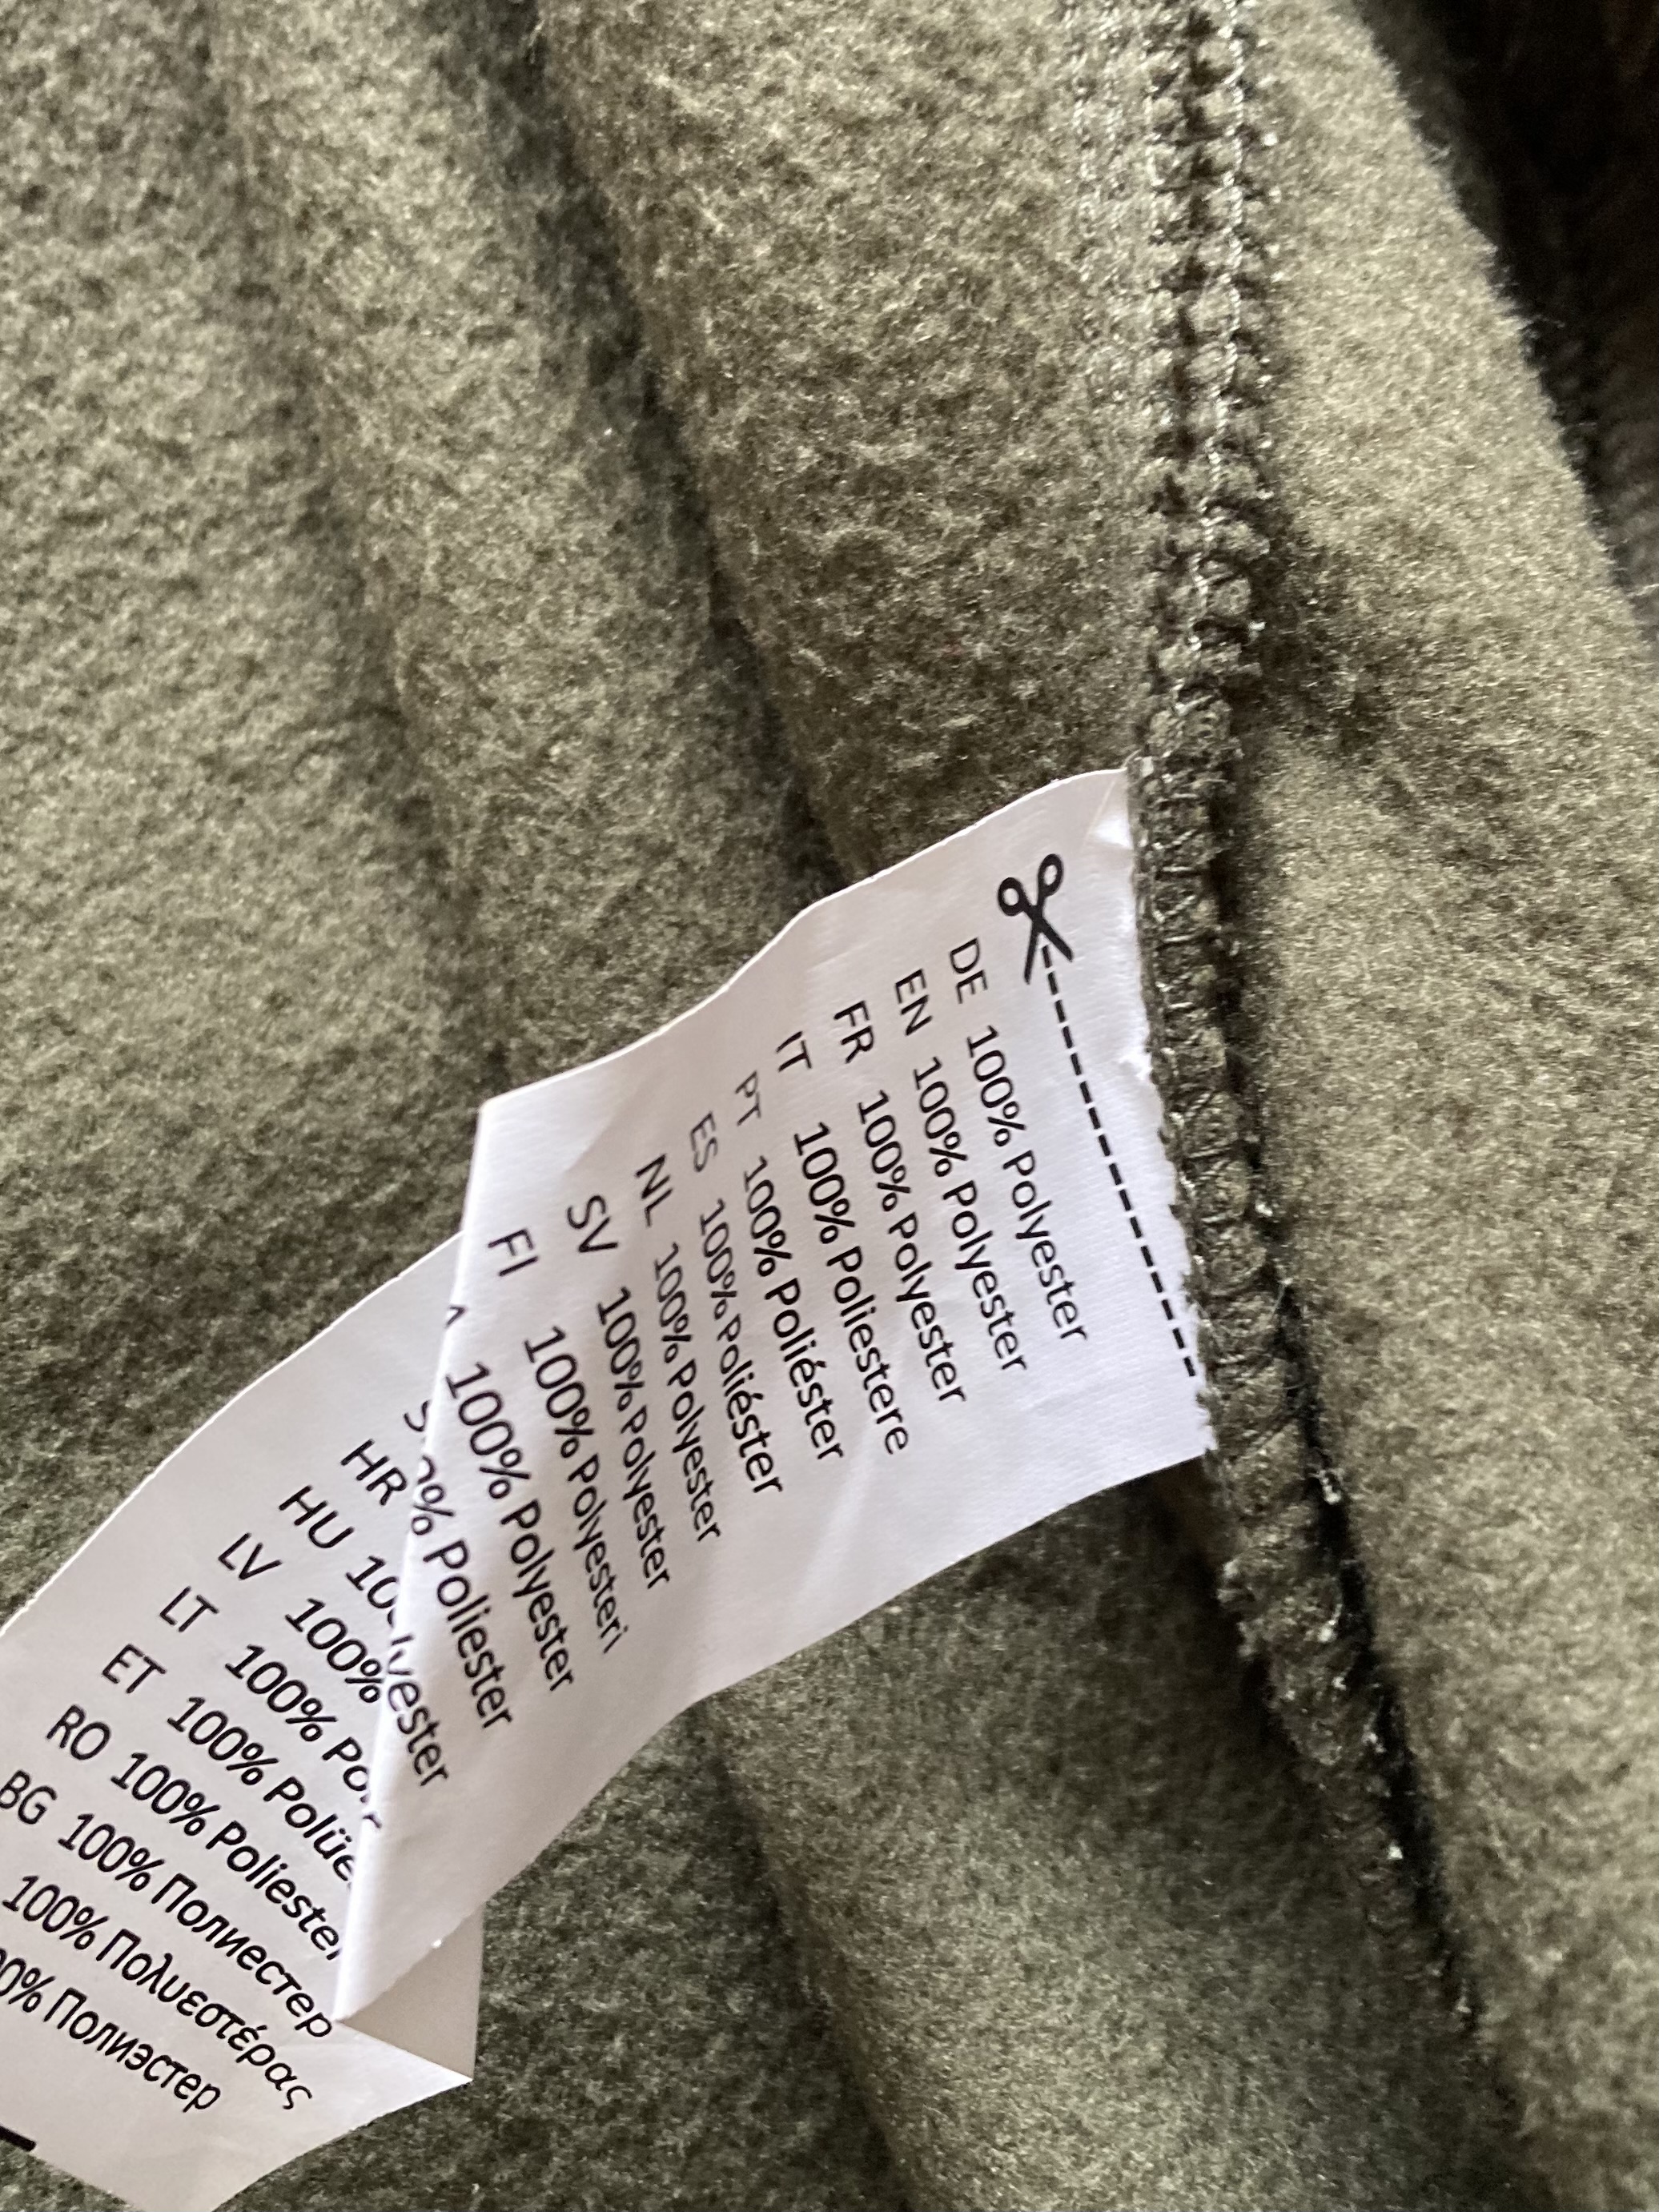 DE 100% Polyester
EN 100% Polyester
FR 100% Polyester
IT 100% Poliestere
PT 100% Poliéster
ES 100% Poliéster
NL 100% Polyester
SV 100% Polyester
FI 100% Polyesteri
100% Polyester
100% Poliester
HR
HU
LV 100%
LT 100%
ET 100%
RO 100% Poliester
BG 100% Полиестер
100% Πολυεστέρας
Полиэстер